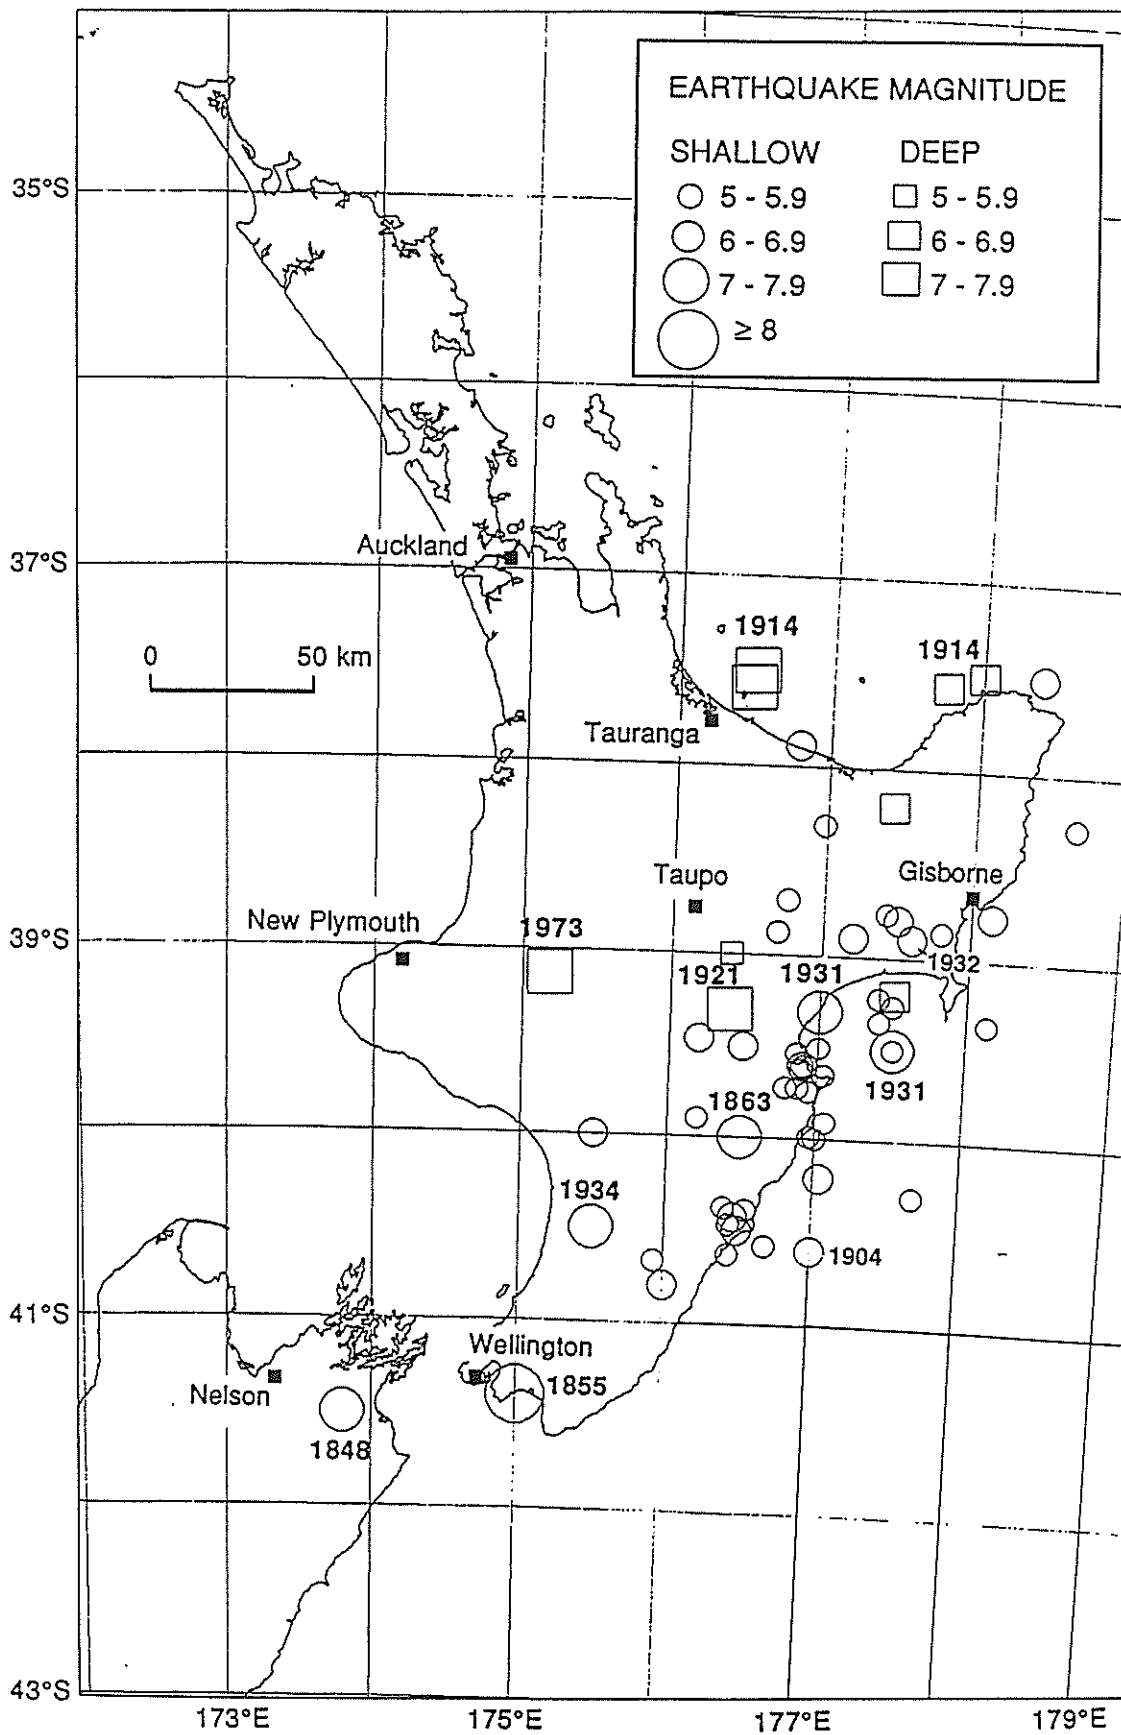 EARTHQUAKE MAGNITUDE
SHALLOW DEEP
5 - 5.9 5 - 5.9
6 - 6.9 6 - 6.9
7 - 7.9 7 - 7.9
≥ 8
35°S
Auckland
37°S
0 50 km
1914
1914
Tauranga
Taupo
Gisborne
New Plymouth
39°S
1973
1921
1931
1932
1863
1931
1934
1904
41°S
Wellington
1855
Nelson
1848
43°S
173°E 175°E 177°E 179°E